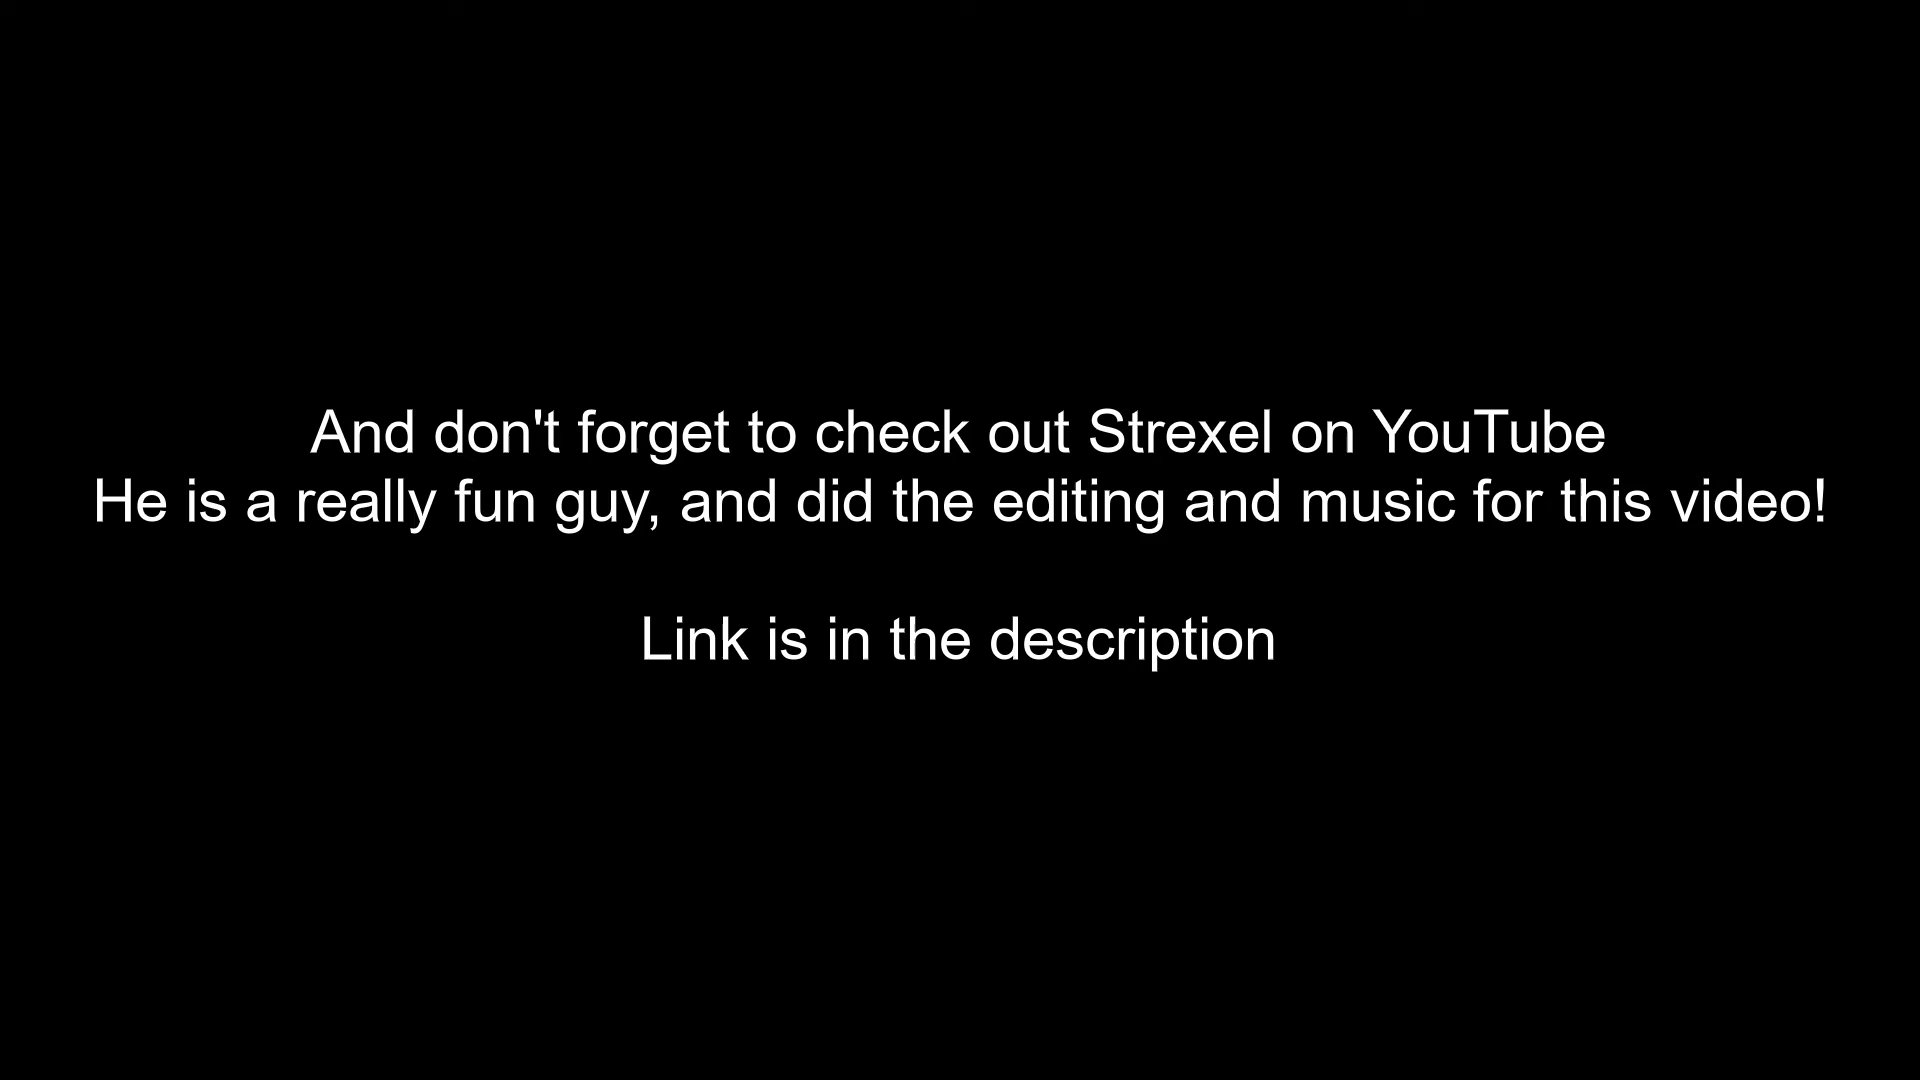 And don't forget to check out Strexel on YouTube
He is a really fun guy, and did the editing and music for this video!
Link is in the description